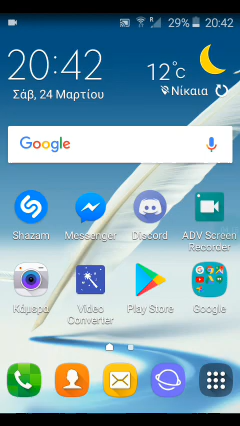 R 29% 20:42
20:42
12°c
Σάβ, 24 Μαρτίου
Νίκαια
Google
Shazam
Messenger
Discord
ADV Screen
Recorder
Κάμερα
Video
Converter
Play Store
Google